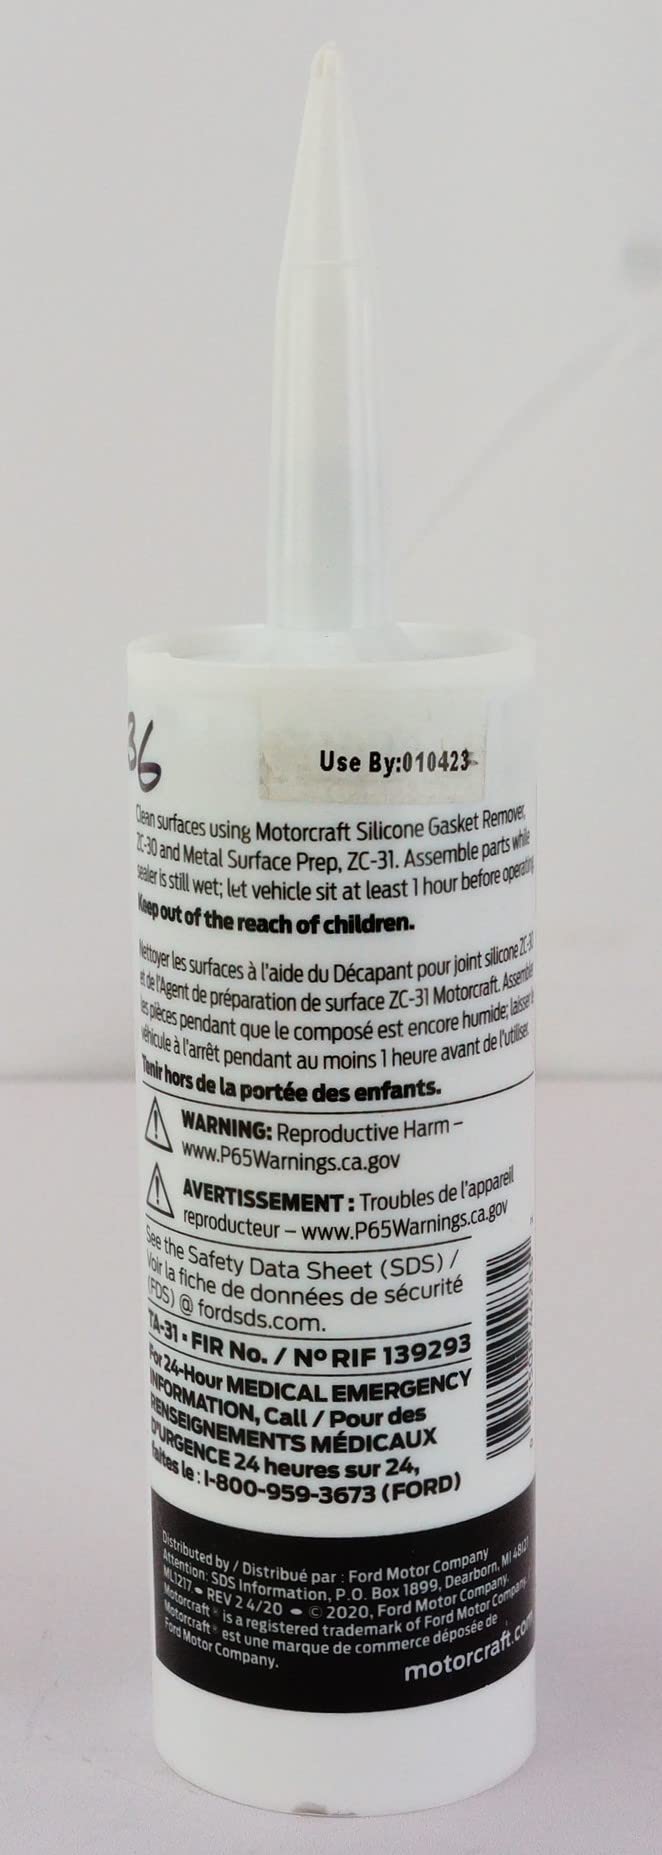 36
Use By:010423
Clean surfaces using Motorcraft Silicone Gasket Remover,
ZC-30 and Metal Surface Prep, ZC-31. Assemble parts while
sealer is still wet; let vehicle sit at least 1 hour before operating
Keep out of the reach of children.
Nettoyer les surfaces à l'aide du Décapant pour joint silicone ZC-30
et de l'Agent de préparation de surface ZC-31 Motorcraft. Assembler
les pièces pendant que le composé est encore humide; laisser
véhicule à l'arrêt pendant au moins 1 heure avant de l'utiliser.
Tenir hors de la portée des enfants.
WARNING: Reproductive Harm –
www.P65Warnings.ca.gov
AVERTISSEMENT : Troubles de l'appareil
reproducteur – www.P65Warnings.ca.gov
See the Safety Data Sheet (SDS) /
Voir la fiche de données de sécurité
(FDS) @ fordsds.com.
TA-31 • FIR No. / Nº RIF 139293
For 24-Hour MEDICAL EMERGENCY
INFORMATION, Call / Pour des
RENSEIGNEMENTS MÉDICAUX
D'URGENCE 24 heures sur 24,
faites le : 1-800-959-3673 (FORD)
Distributed by / Distribué par : Ford Motor Company
Attention: SDS Information, P.O. Box 1899, Dearborn, MI 48121
ML1217 • REV 2 4/20 • © 2020, Ford Motor Company.
Motorcraft® is a registered trademark of Ford Motor Company.
Motorcraft® est une marque de commerce déposée de
Ford Motor Company.
motorcraft.com